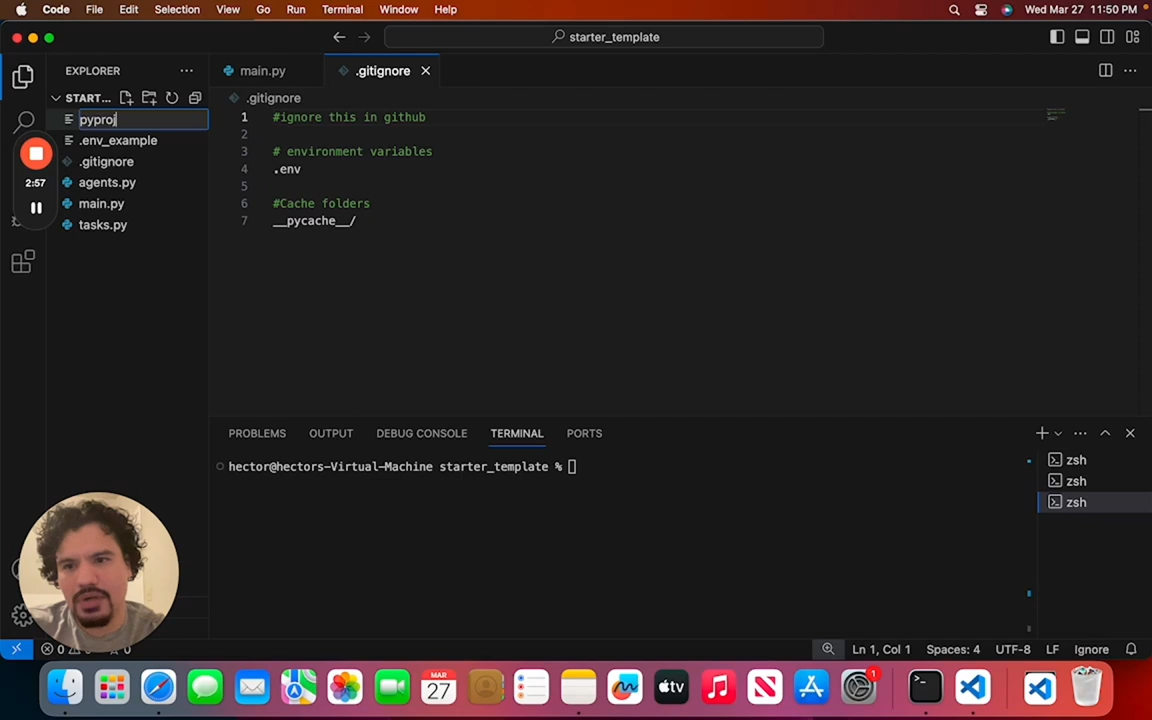 Code File Edit Selection View Go Run Terminal Window Help Wed Mar 27 11:50 PM
starter_template
EXPLORER
main.py
.gitignore
START...
pyproj
.env_example
.gitignore
agents.py
main.py
tasks.py
2:57
.gitignore
1 #ignore this in github
2
3 # environment variables
4 .env
5
6 #Cache folders
7 __pycache__/
PROBLEMS OUTPUT DEBUG CONSOLE TERMINAL PORTS
hector@hectors-Virtual-Machine starter_template %
zsh
zsh
zsh
0
0
Ln 1, Col 1 Spaces: 4 UTF-8 LF Ignore
MAR
27
tv
1